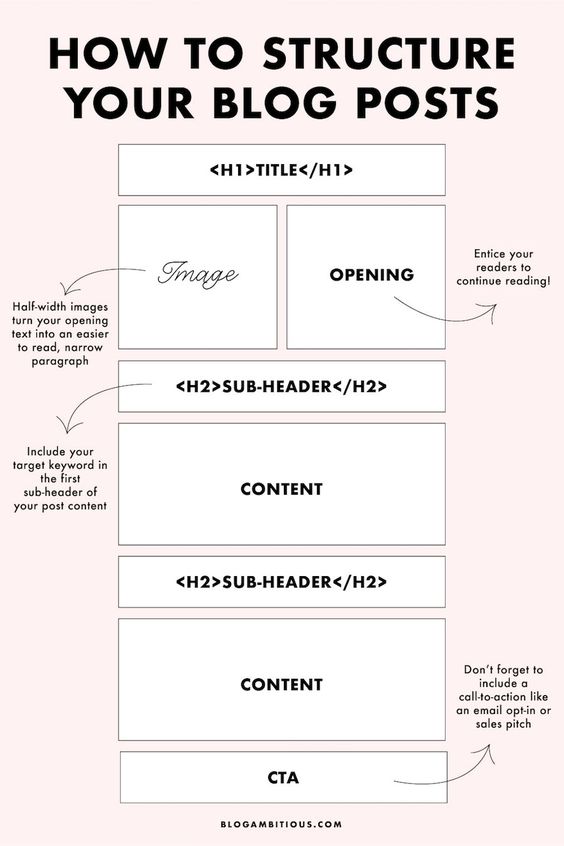 HOW TO STRUCTURE
YOUR BLOG POSTS
<H1>TITLE</H1>
Image
OPENING
Entice your
readers to
continue reading!
Half-width images
turn your opening
text into an easier
to read, narrow
paragraph
<H2>SUB-HEADER</H2>
Include your
target keyword in
the first
sub-header of
your post content
CONTENT
<H2>SUB-HEADER</H2>
CONTENT
Don't forget to
include a
call-to-action like
an email opt-in or
sales pitch
CTA
BLOGAMBITIOUS.COM